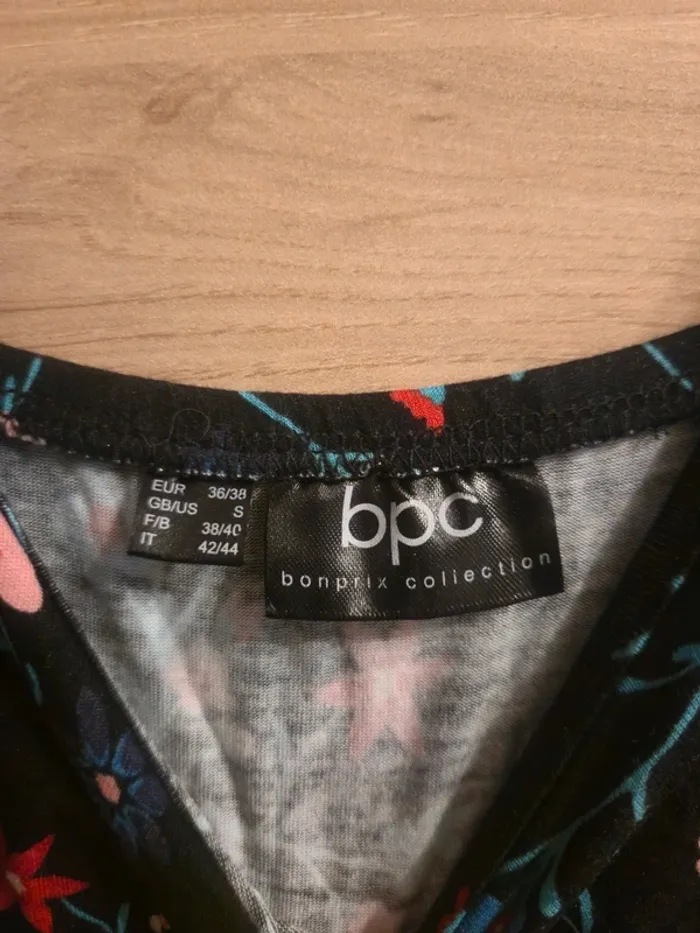 EUR 36/38
GB/US S
F/B 38/40
IT 42/44
bpc
bonprix collection